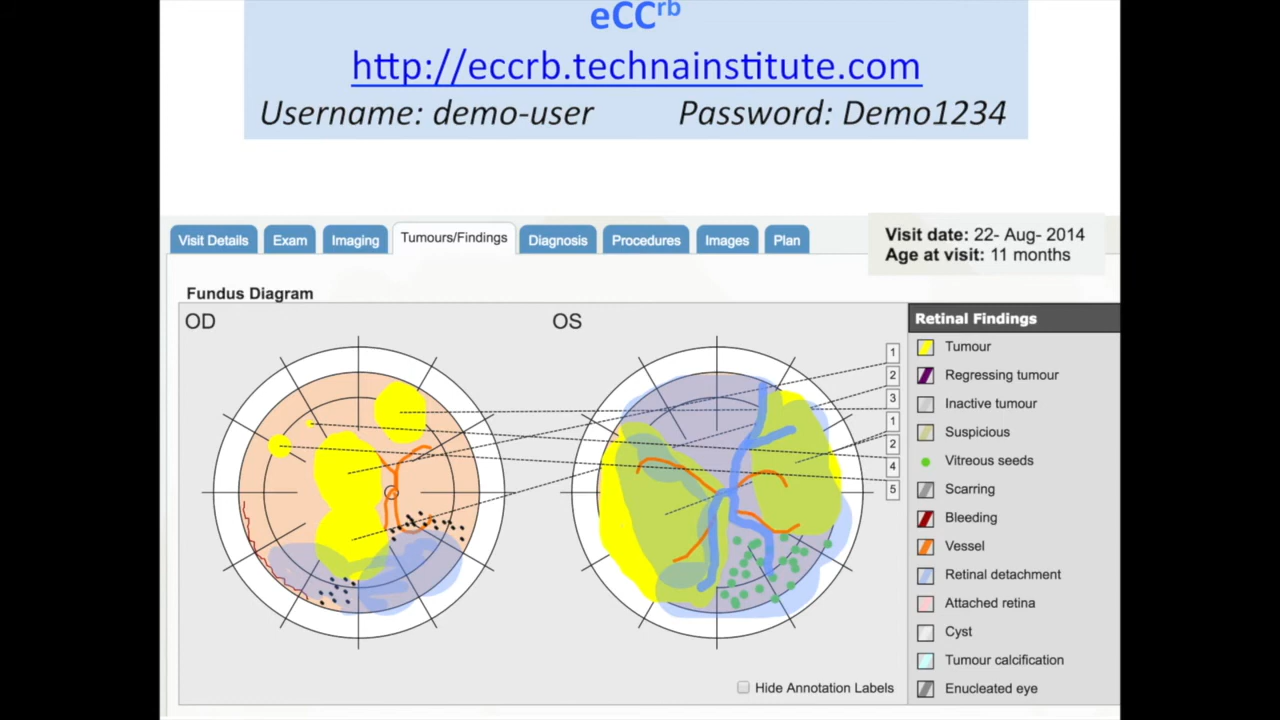 eCCrb
http://eccrb.technainstitute.com
Username: demo-user Password: Demo1234
Visit Details Exam Imaging Tumours/Findings Diagnosis Procedures Images Plan
Visit date: 22- Aug- 2014
Age at visit: 11 months
Fundus Diagram
OD OS
1
2
3
1
2
4
5
Hide Annotation Labels
Retinal Findings
Tumour
Regressing tumour
Inactive tumour
Suspicious
Vitreous seeds
Scarring
Bleeding
Vessel
Retinal detachment
Attached retina
Cyst
Tumour calcification
Enucleated eye